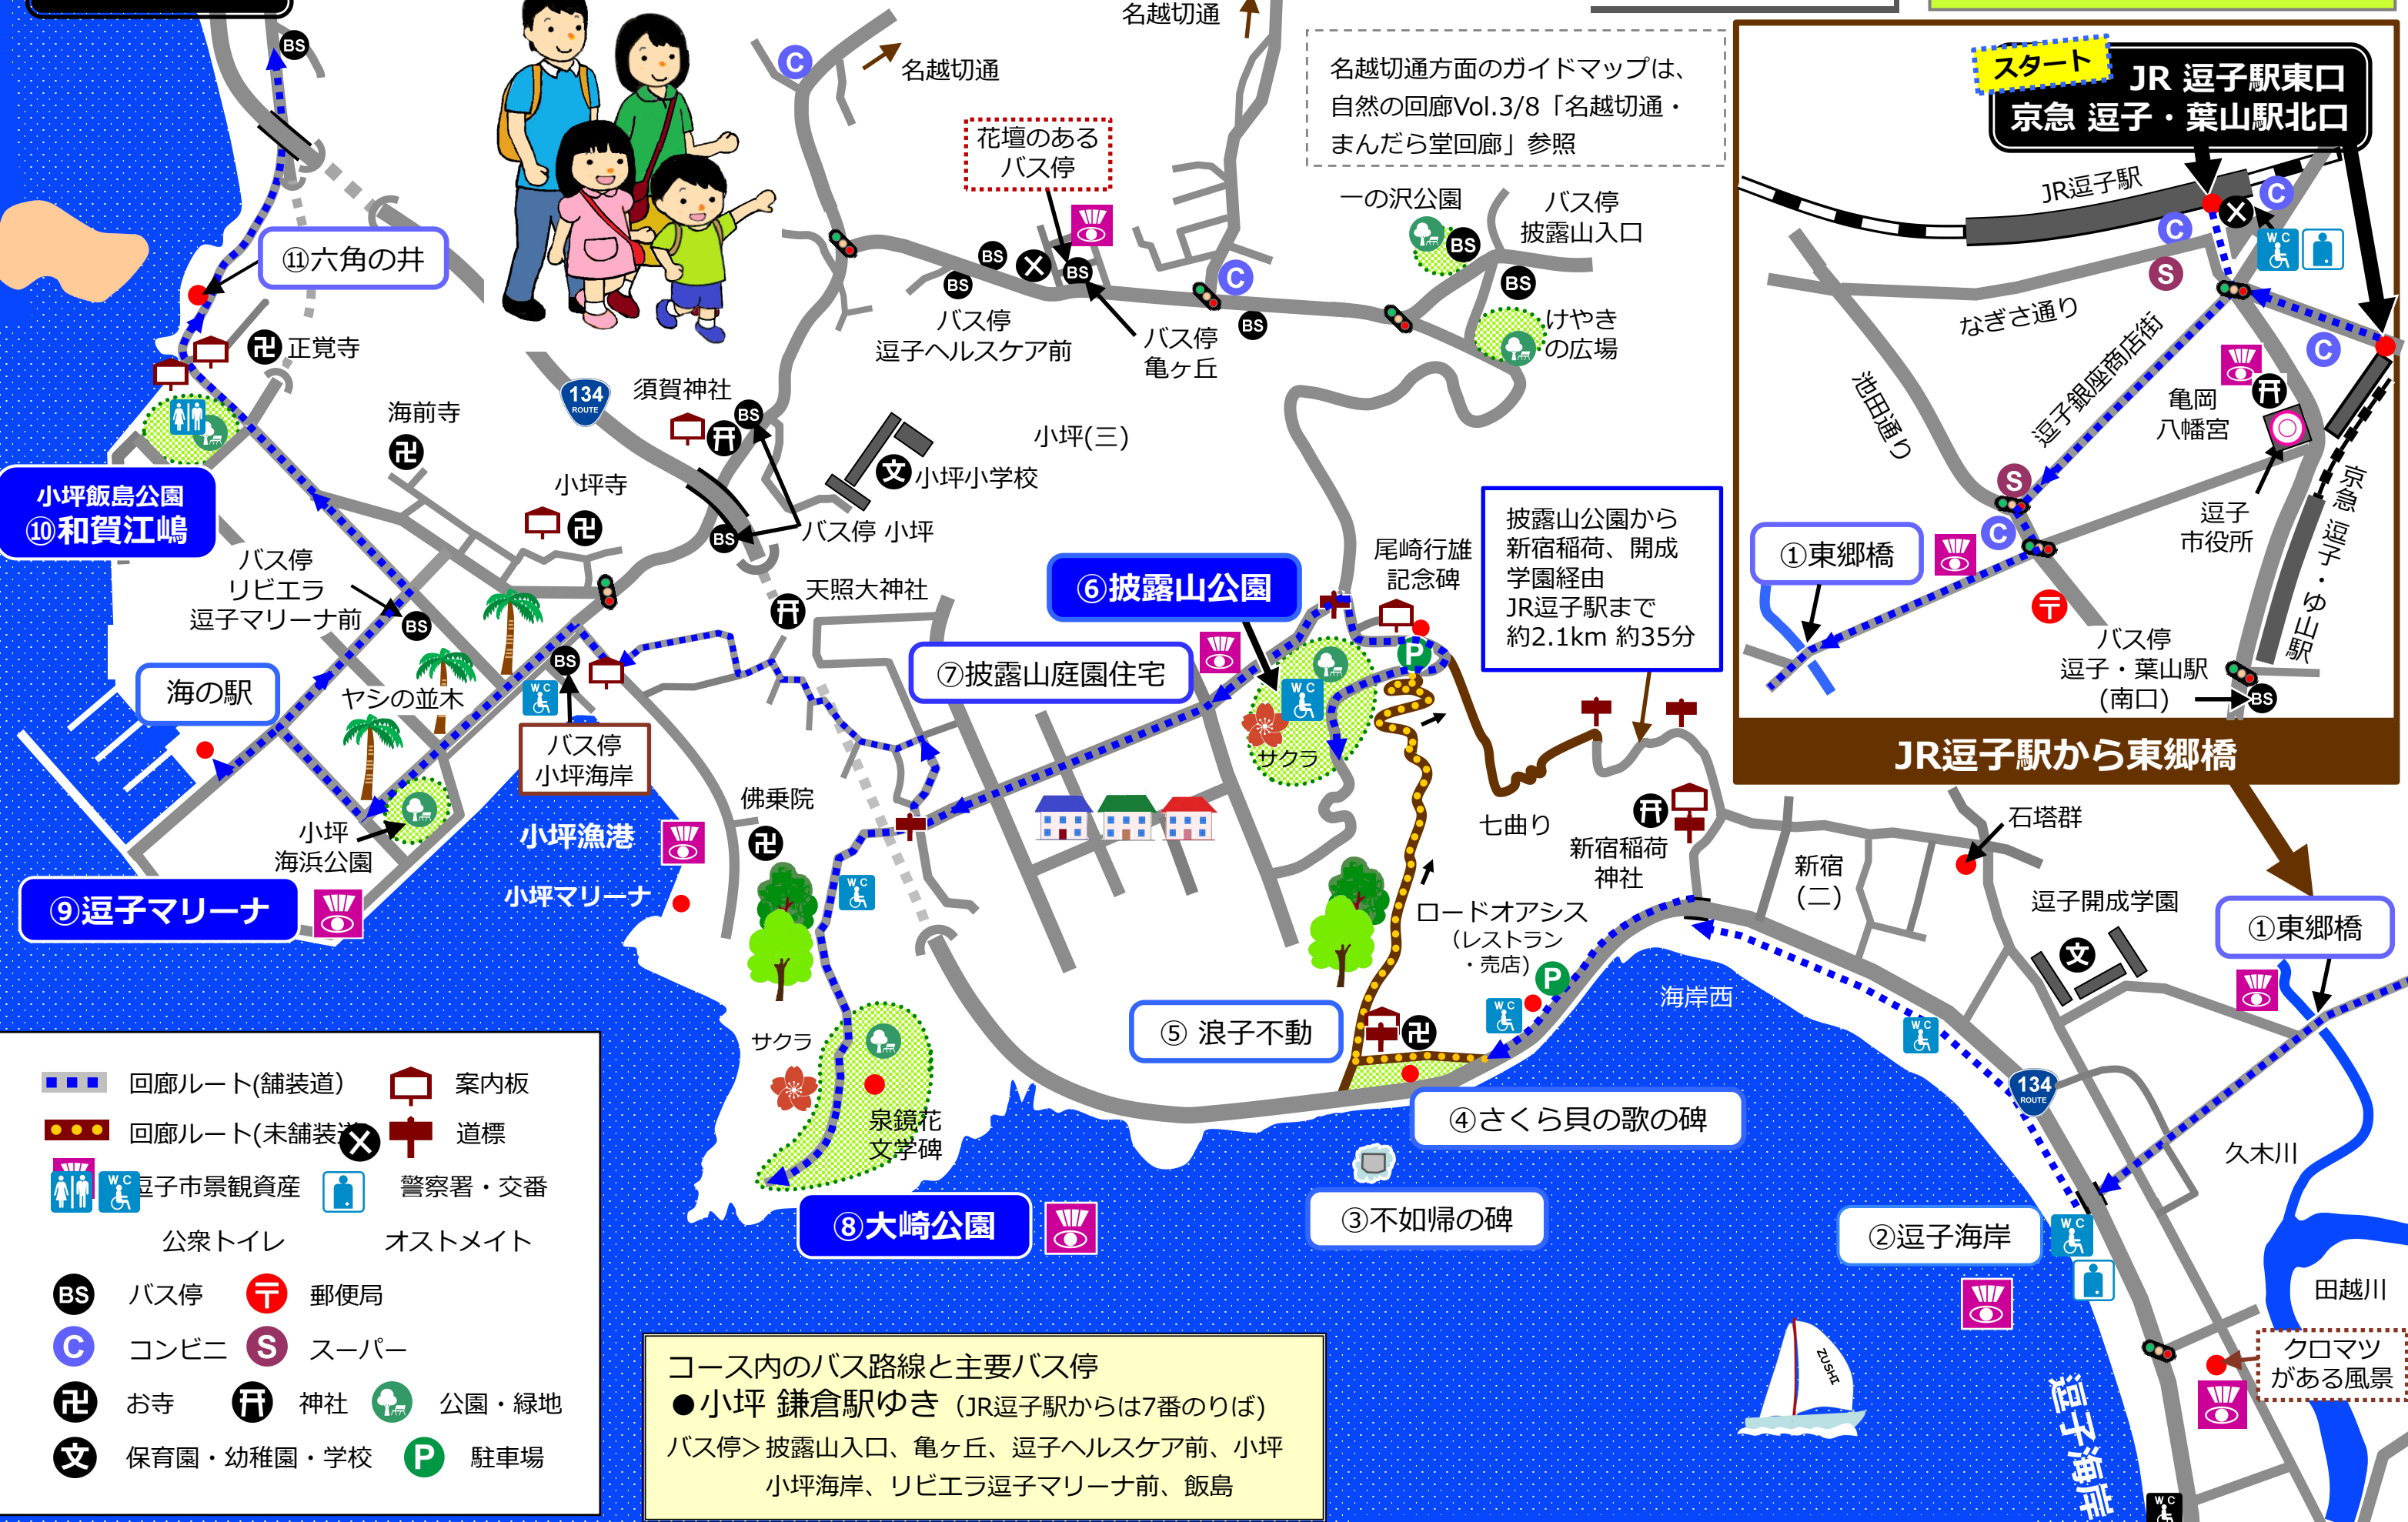 名越切通
名越切通
名越切通方面のガイドマップは、
自然の回廊Vol.3/8「名越切通・
まんだら堂回廊」参照
スタート
JR 逗子駅東口
京急 逗子・葉山駅北口
JR逗子駅
なぎさ通り
池田通り
逗子銀座商店街
亀岡
八幡宮
逗子
市役所
京急 逗子・ゆ山駅
①東郷橋
バス停
逗子・葉山駅
(南口)
JR逗子駅から東郷橋
花壇のある
バス停
一の沢公園
バス停
披露山入口
けやき
の広場
バス停
逗子ヘルスケア前
バス停
亀ヶ丘
⑪六角の井
正覚寺
海前寺
134
ROUTE
須賀神社
小坪小学校
小坪(三)
小坪寺
バス停 小坪
小坪飯島公園
⑩和賀江嶋
バス停
リビエラ
逗子マリーナ前
天照大神社
⑥披露山公園
尾崎行雄
記念碑
披露山公園から
新宿稲荷、開成
学園経由
JR逗子駅まで
約2.1km 約35分
海の駅
ヤシの並木
⑦披露山庭園住宅
サクラ
バス停
小坪海岸
小坪
海浜公園
佛乗院
小坪漁港
小坪マリーナ
⑨逗子マリーナ
七曲り
新宿稲荷
神社
新宿
(二)
石塔群
逗子開成学園
①東郷橋
ロードオアシス
(レストラン
・売店)
海岸西
⑤ 浪子不動
サクラ
泉鏡花
文学碑
④さくら貝の歌の碑
134
ROUTE
久木川
⑧大崎公園
③不如帰の碑
②逗子海岸
田越川
クロマツ
がある風景
逗子海岸
ZUSHI
回廊ルート(舗装道)
案内板
回廊ルート(未舗装道
道標
逗子市景観資産
警察署・交番
公衆トイレ
オストメイト
BS バス停
〒 郵便局
C コンビニ
S スーパー
卍 お寺
神社
公園・緑地
文 保育園・幼稚園・学校
P 駐車場
コース内のバス路線と主要バス停
●小坪 鎌倉駅ゆき（JR逗子駅からは7番のりば）
バス停＞披露山入口、亀ヶ丘、逗子ヘルスケア前、小坪
小坪海岸、リビエラ逗子マリーナ前、飯島